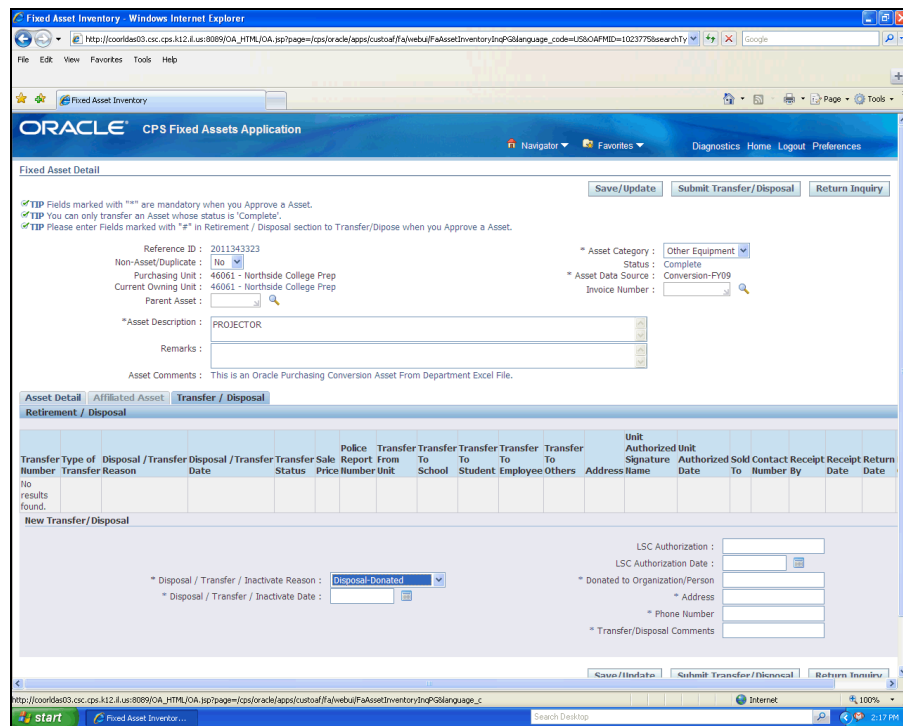 Fixed Asset Inventory - Windows Internet Explorer
http://coorldas03.csc.cps.k12.il.us:8089/OA_HTML/OA.jsp?page=/cps/oracle/apps/custoaf/fa/webui/FaAssetInventoryInqPG&language_code=US&OAFMID=1023775&searchTy
Google
File Edit View Favorites Tools Help
Fixed Asset Inventory
Page Tools
ORACLE CPS Fixed Assets Application
Navigator Favorites Diagnostics Home Logout Preferences
Fixed Asset Detail
Save/Update Submit Transfer/Disposal Return Inquiry
TIP Fields marked with "*" are mandatory when you Approve a Asset.
TIP You can only transfer an Asset whose status is 'Complete'.
TIP Please enter Fields marked with "#" in Retirement / Disposal section to Transfer/Dipose when you Approve a Asset.
Reference ID : 2011343323
* Asset Category : Other Equipment
Non-Asset/Duplicate : No
Status : Complete
Purchasing Unit : 46061 - Northside College Prep
* Asset Data Source : Conversion-FY09
Current Owning Unit : 46061 - Northside College Prep
Invoice Number :
Parent Asset :
*Asset Description : PROJECTOR
Remarks :
Asset Comments : This is an Oracle Purchasing Conversion Asset From Department Excel File.
Asset Detail Affiliated Asset Transfer / Disposal
Retirement / Disposal
Transfer Number
Type of Transfer
Disposal /Transfer Reason
Disposal /Transfer Date
Transfer Status
Sale Price
Police Report Number
Transfer From Unit
Transfer To School
Transfer To Student
Transfer To Employee
Transfer To Others
Address
Unit Authorized Signature Name
Unit Authorized Date
Sold To
Contact Number
Receipt By
Receipt Date
Return Date
No results found.
New Transfer/Disposal
LSC Authorization :
LSC Authorization Date :
* Disposal / Transfer / Inactivate Reason : Disposal-Donated
* Donated to Organization/Person
* Disposal / Transfer / Inactivate Date :
* Address
* Phone Number
* Transfer/Disposal Comments
Save/Update Submit Transfer/Disposal Return Inquiry
http://coorldas03.csc.cps.k12.il.us:8089/OA_HTML/OA.jsp?page=/cps/oracle/apps/custoaf/fa/webui/FaAssetInventoryInqPG&language_c
Internet 100%
start Fixed Asset Inventor... Search Desktop 2:17 PM